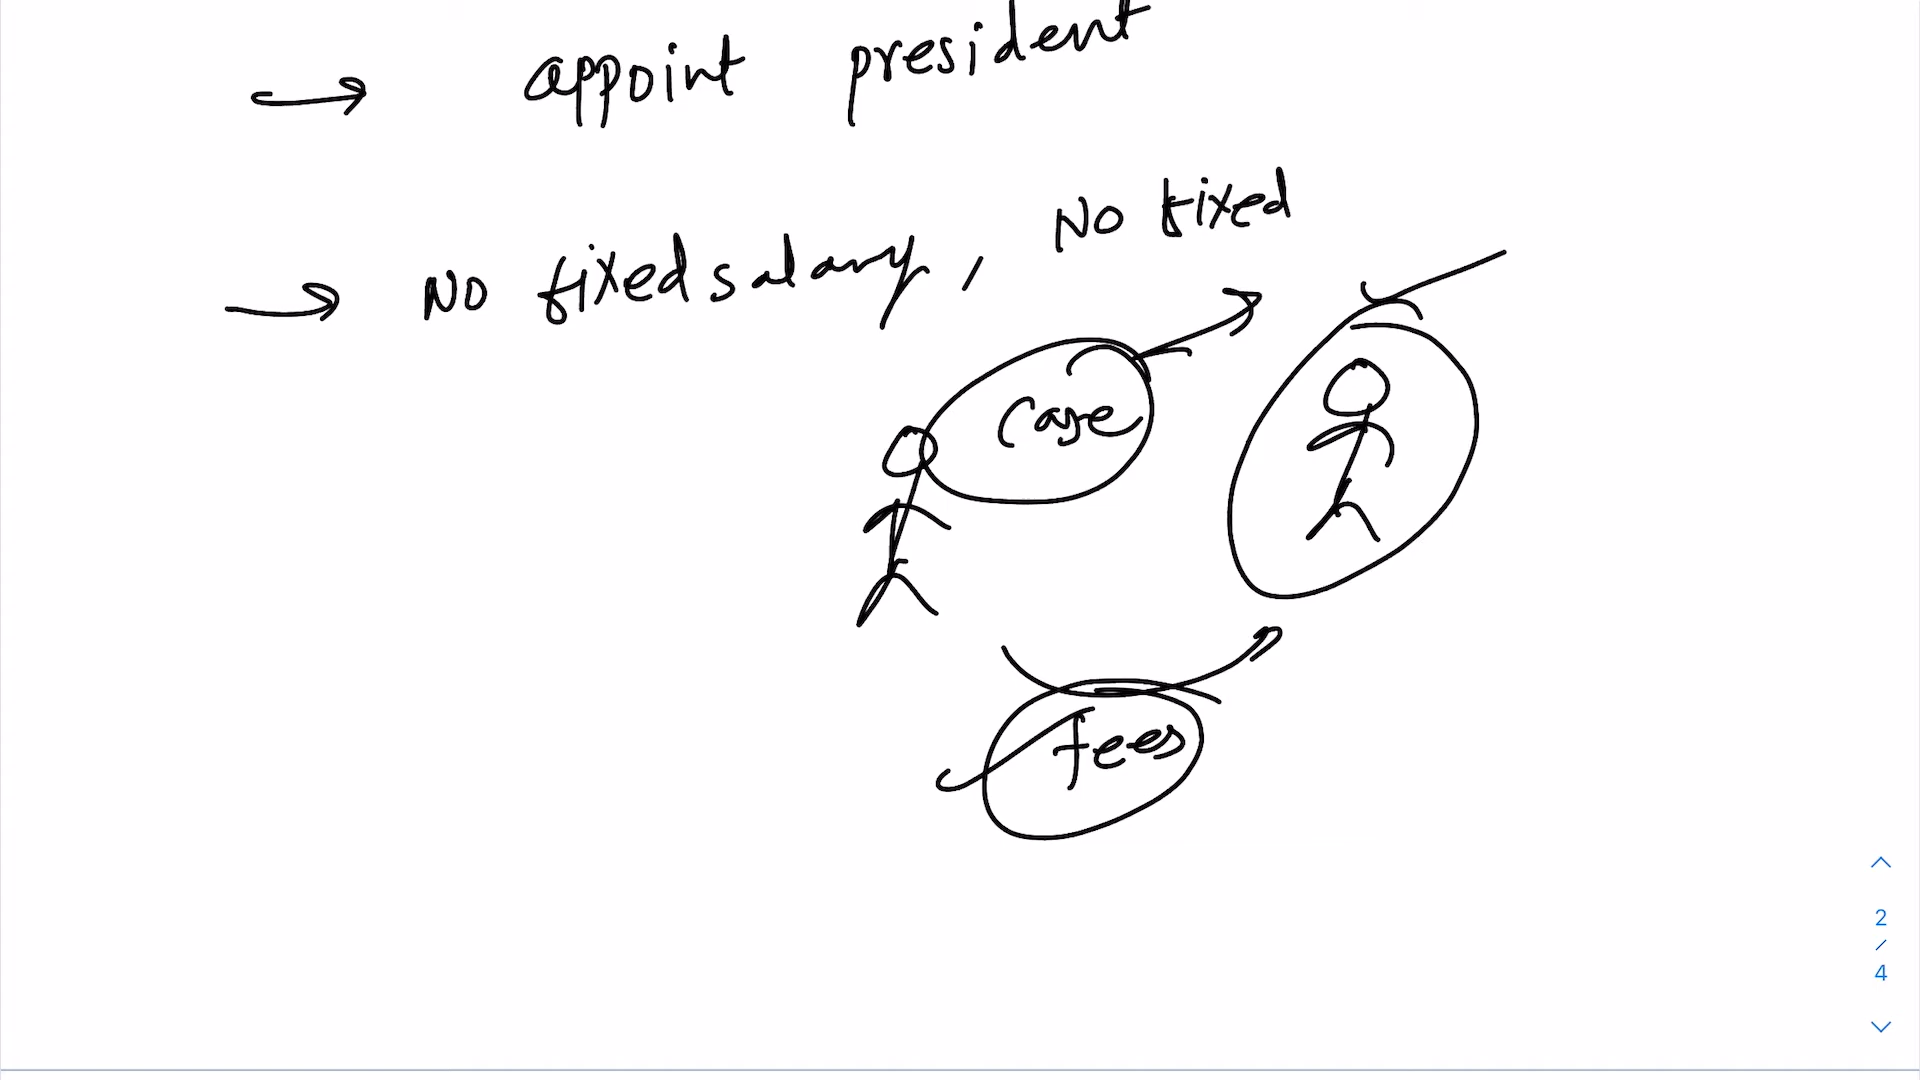 → appoint president
→ No fixed salary, No fixed
Case
fees
2
/
4